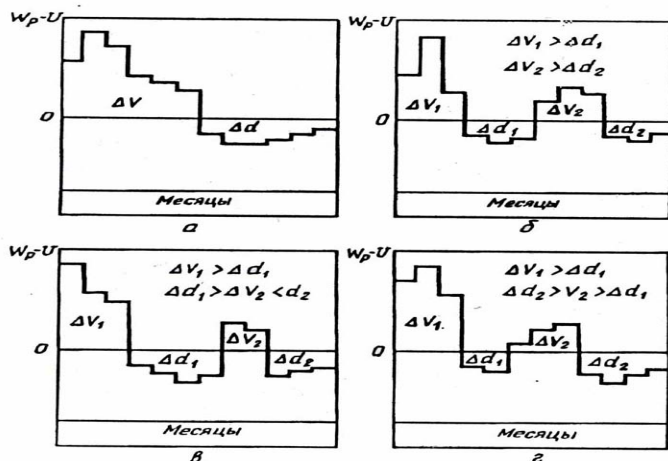 Wp-U
0
ΔV
Δd
Месяцы
а
Wp-U
0
ΔV₁ > Δd₁
ΔV₂ > Δd₂
ΔV₁
Δd₁
ΔV₂
Δd₂
Месяцы
б
Wp-U
0
ΔV₁ > Δd₁
Δd₁ > ΔV₂ < d₂
ΔV₁
Δd₁
ΔV₂
Δd₂
Месяцы
в
Wp-U
0
ΔV₁ > Δd₁
Δd₂ > V₂ > Δd₁
ΔV₁.
Δd₁
ΔV₂
Δd₂
Месяцы
г